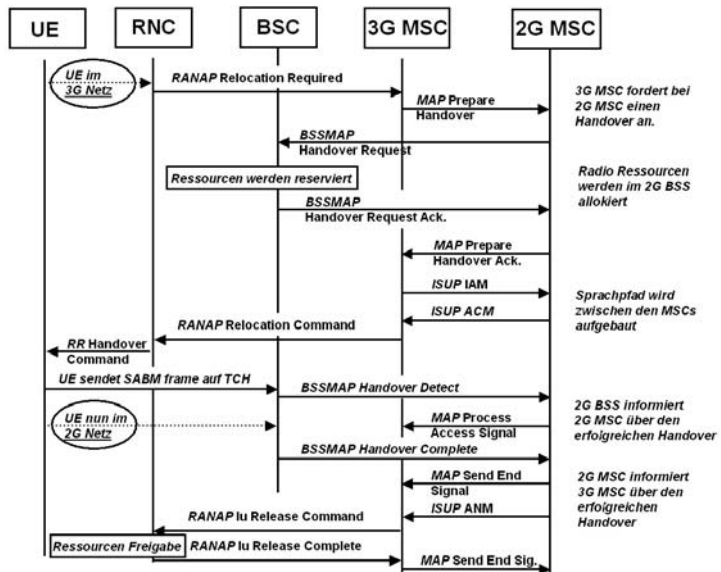 UE
RNC
BSC
3G MSC
2G MSC
UE im
3G Netz
RANAP Relocation Required
MAP Prepare
Handover
3G MSC fordert bei
2G MSC einen
Handover an.
BSSMAP
Handover Request
Ressourcen werden reserviert
Radio Ressourcen
werden im 2G BSS
allokiert
BSSMAP
Handover Request Ack.
MAP Prepare
Handover Ack.
ISUP IAM
Sprachpfad wird
zwischen den MSCs
aufgebaut
ISUP ACM
RANAP Relocation Command
RR Handover
Command
UE sendet SABM frame auf TCH
BSSMAP Handover Detect
UE nun im
2G Netz
MAP Process
Access Signal
2G BSS informiert
2G MSC über den
erfolgreichen Handover
BSSMAP Handover Complete
MAP Send End
Signal
2G MSC informiert
3G MSC über den
erfolgreichen
Handover
ISUP ANM
RANAP Iu Release Command
Ressourcen Freigabe
RANAP Iu Release Complete
MAP Send End Sig.